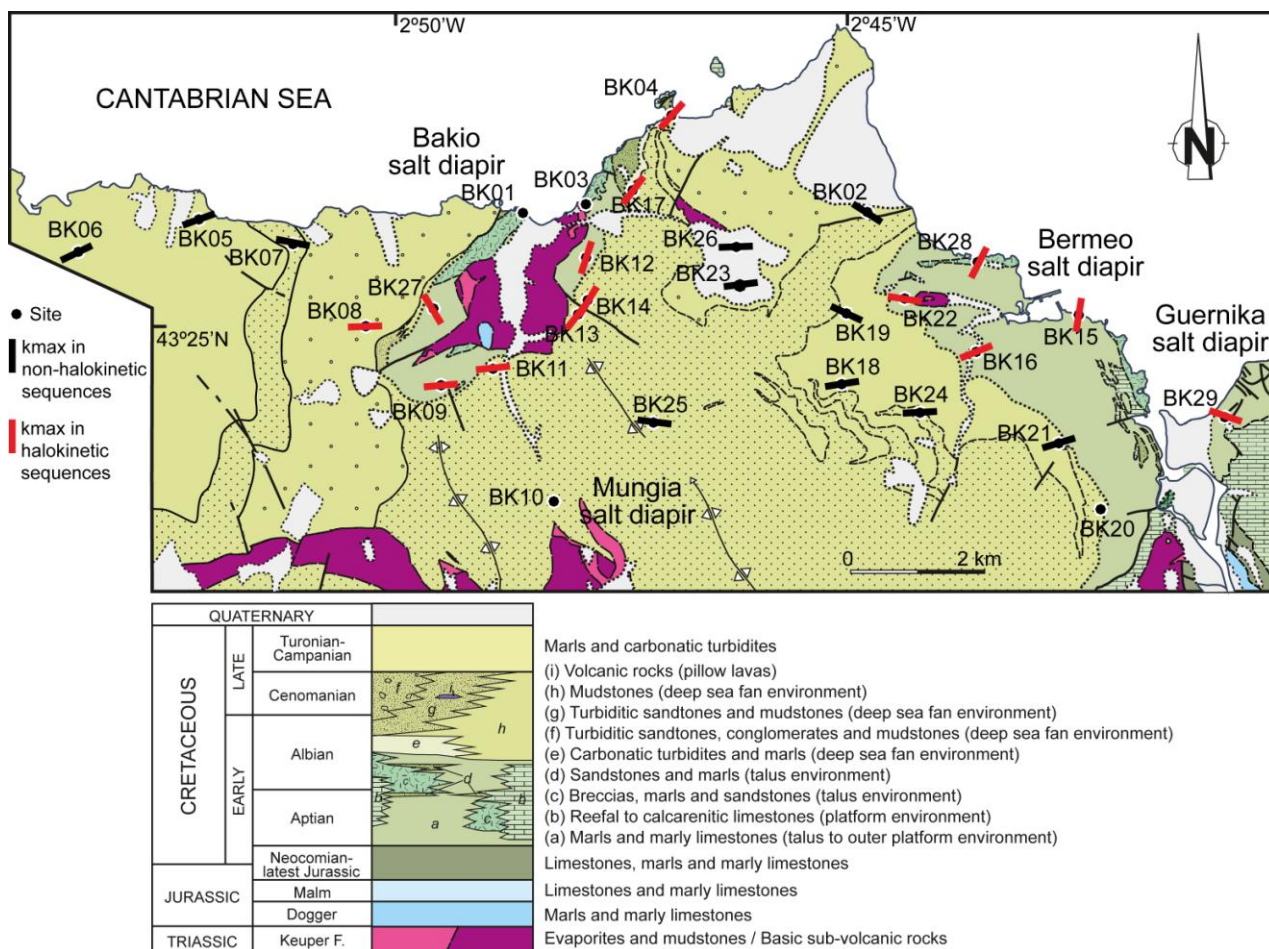 2°50'W
2°45'W
CANTABRIAN SEA
N
BK04
Bakio
salt diapir
BK01
BK03
BK17
BK02
BK06
BK05
BK07
BK26
BK28
Bermeo
salt diapir
BK12
BK23
BK27
BK14
BK08
BK22
Guernika
salt diapir
Site
43°25'N
BK13
BK19
BK15
kmax in
non-halokinetic
sequences
BK16
BK11
BK18
BK09
BK24
BK29
BK25
kmax in
halokinetic
sequences
BK21
BK10
Mungia
salt diapir
BK20
0 2 km
QUATERNARY
CRETACEOUS
LATE
EARLY
Turonian-
Campanian
Marls and carbonatic turbidites
(i) Volcanic rocks (pillow lavas)
Cenomanian
f
i
g
h
(h) Mudstones (deep sea fan environment)
(g) Turbiditic sandtones and mudstones (deep sea fan environment)
(f) Turbiditic sandtones, conglomerates and mudstones (deep sea fan environment)
Albian
e
(e) Carbonatic turbidites and marls (deep sea fan environment)
d
(d) Sandstones and marls (talus environment)
c
b
b
(c) Breccias, marls and sandstones (talus environment)
Aptian
a
c
(b) Reefal to calcarenitic limestones (platform environment)
(a) Marls and marly limestones (talus to outer platform environment)
Neocomian-
latest Jurassic
Limestones, marls and marly limestones
JURASSIC
Malm
Limestones and marly limestones
Dogger
Marls and marly limestones
TRIASSIC
Keuper F.
Evaporites and mudstones / Basic sub-volcanic rocks